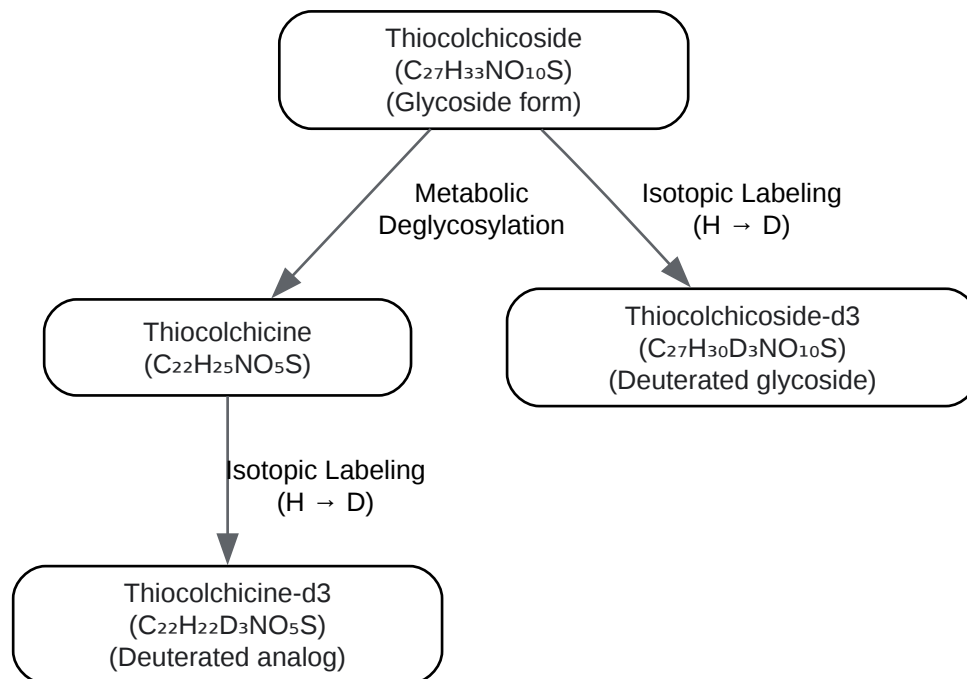 Thiocolchicoside
(C₂₇H₃₃NO₁₀S)
(Glycoside form)
Metabolic
Deglycosylation
Isotopic Labeling
(H → D)
Thiocolchicine
(C₂₂H₂₅NO₅S)
Thiocolchicoside-d3
(C₂₇H₃₀D₃NO₁₀S)
(Deuterated glycoside)
Isotopic Labeling
(H → D)
Thiocolchicine-d3
(C₂₂H₂₂D₃NO₅S)
(Deuterated analog)